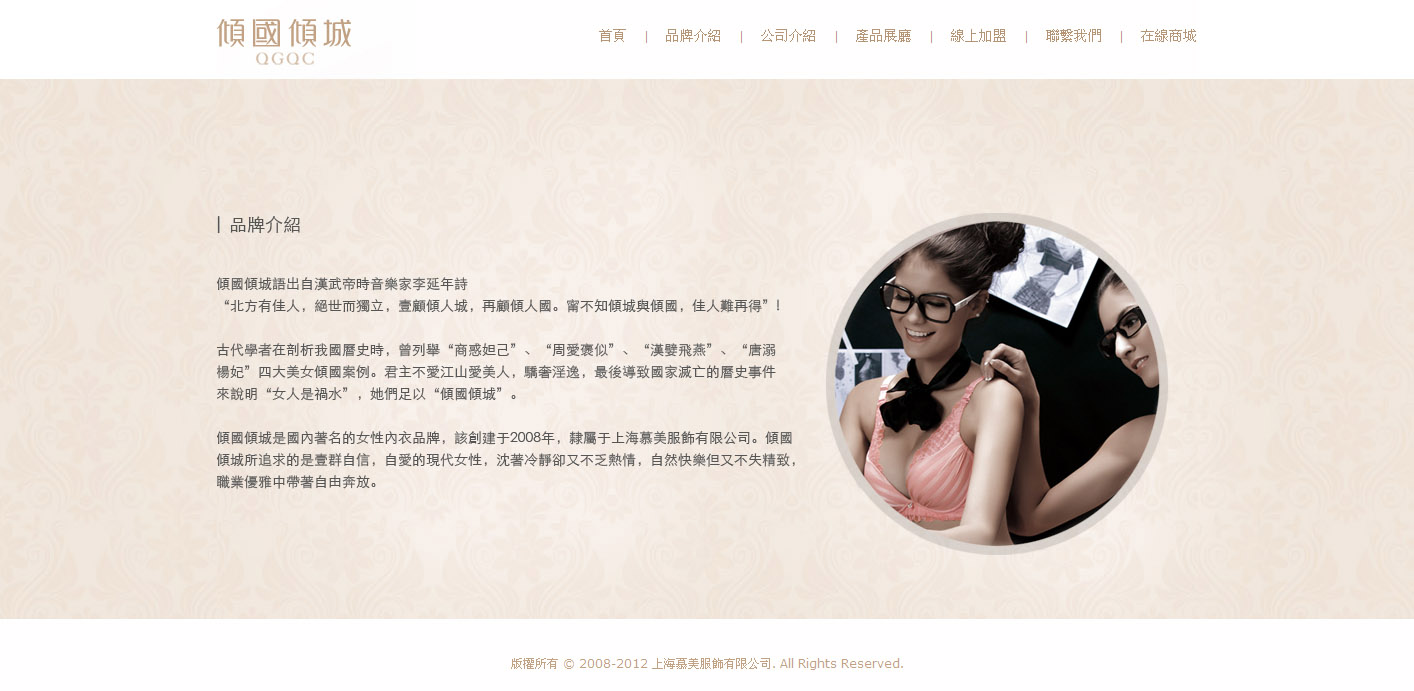 傾國傾城
QGQC
首頁 | 品牌介紹 | 公司介紹 | 產品展廳 | 線上加盟 | 聯繫我們 | 在線商城
| 品牌介紹
傾國傾城語出自漢武帝時音樂家李延年詩
“北方有佳人，絕世而獨立，壹顧傾人城，再顧傾人國。甯不知傾城與傾國，佳人難再得”！
古代學者在剖析我國曆史時，曾列舉“商惑妲己”、“周愛褒似”、“漢嬖飛燕”、“唐溺
楊妃”四大美女傾國案例。君主不愛江山愛美人，驕奢淫逸，最後導致國家滅亡的曆史事件
來說明“女人是禍水”，她們足以“傾國傾城”。
傾國傾城是國內著名的女性內衣品牌，該創建于2008年，隸屬于上海慕美服飾有限公司。傾國
傾城所追求的是壹群自信，自愛的現代女性，沈著冷靜卻又不乏熱情，自然快樂但又不失精致，
職業優雅中帶著自由奔放。
版權所有 © 2008-2012 上海慕美服飾有限公司. All Rights Reserved.